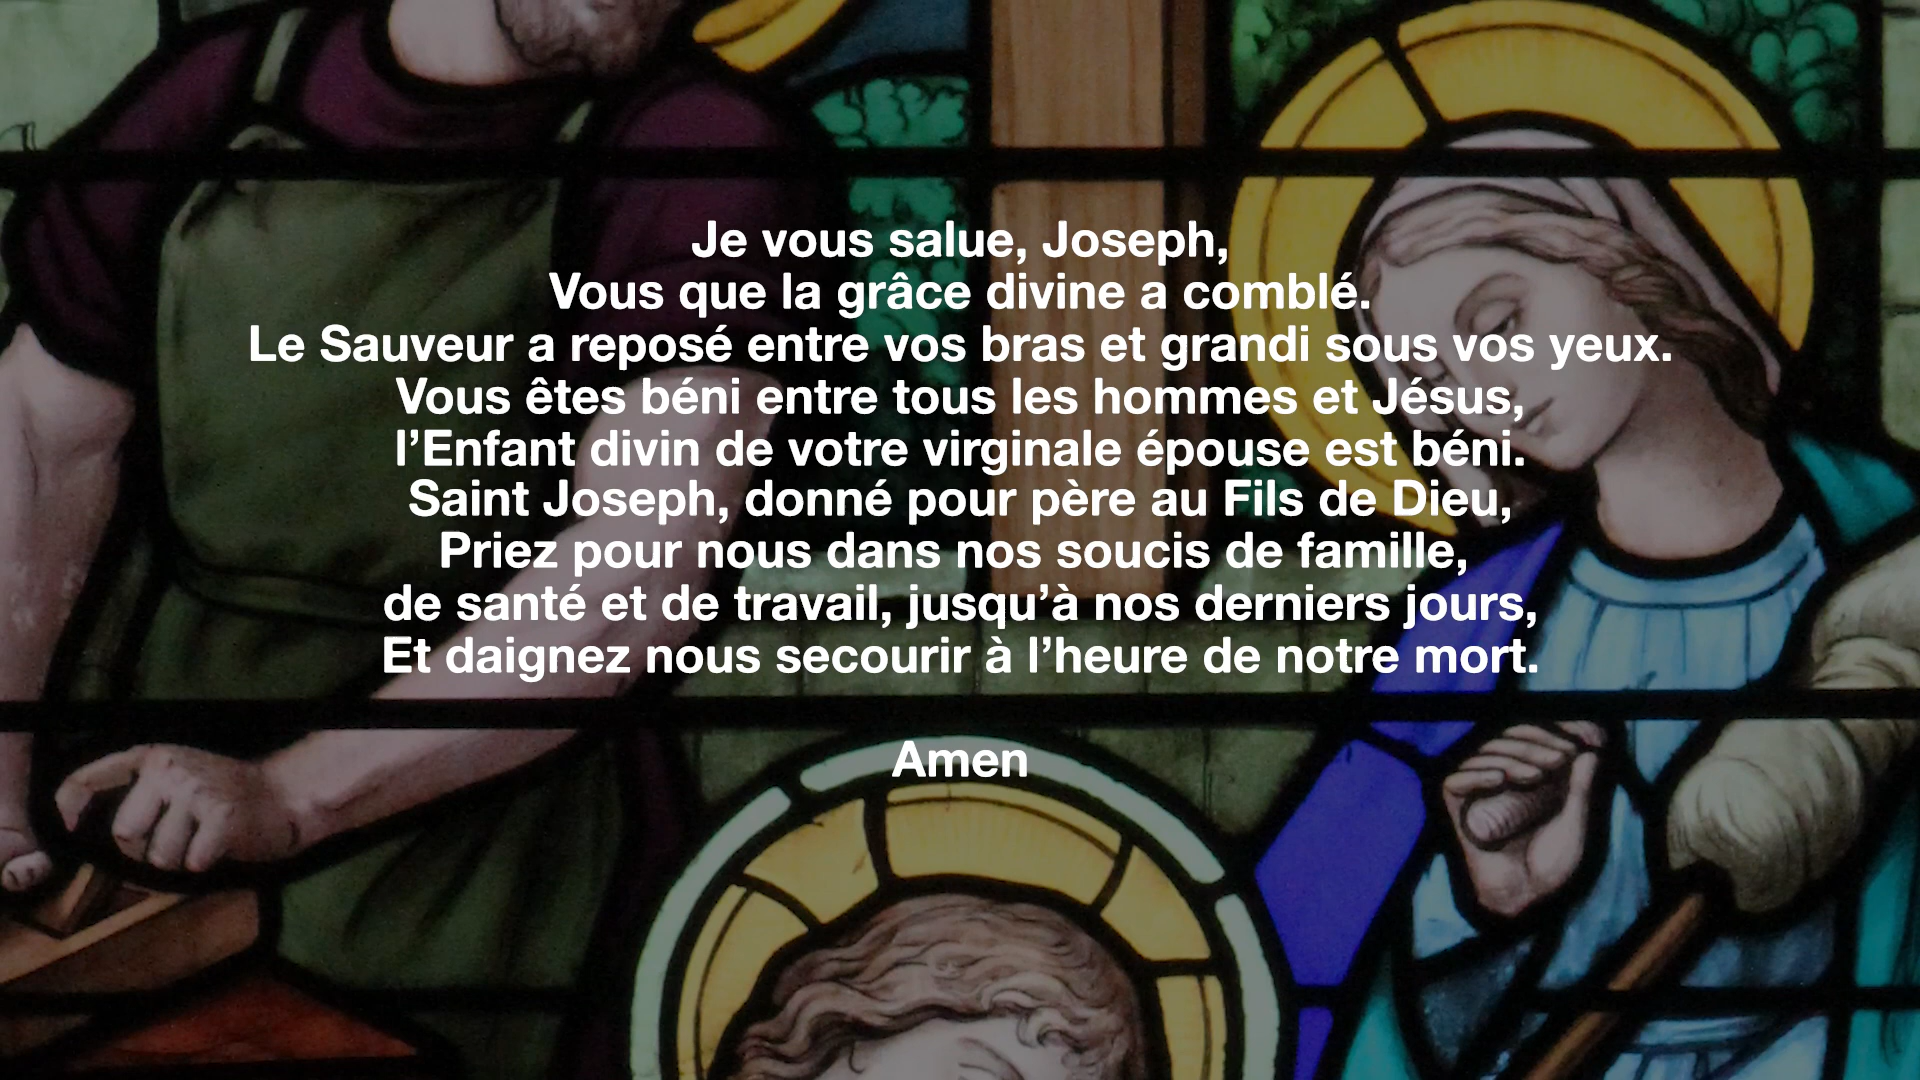 Je vous salue, Joseph,
Vous que la grâce divine a comblé.
Le Sauveur a reposé entre vos bras et grandi sous vos yeux.
Vous êtes béni entre tous les hommes et Jésus,
l’Enfant divin de votre virginale épouse est béni.
Saint Joseph, donné pour père au Fils de Dieu,
Priez pour nous dans nos soucis de famille,
de santé et de travail, jusqu’à nos derniers jours,
Et daignez nous secourir à l’heure de notre mort.
Amen